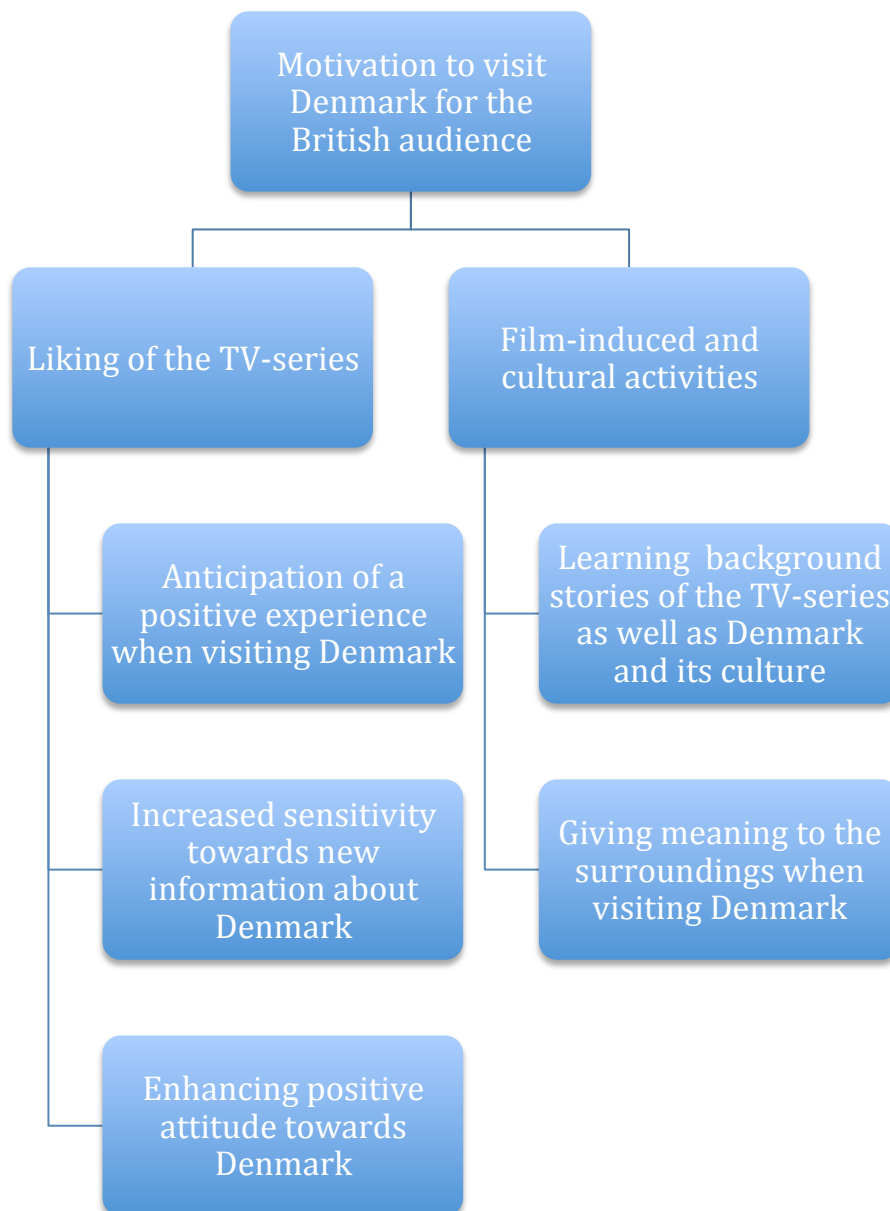 Motivation to visit
Denmark for the
British audience
Liking of the TV-series
Film-induced and
cultural activities
Anticipation of a
positive experience
when visiting Denmark
Learning background
stories of the TV-series
as well as Denmark
and its culture
Increased sensitivity
towards new
information about
Denmark
Giving meaning to the
surroundings when
visiting Denmark
Enhancing positive
attitude towards
Denmark